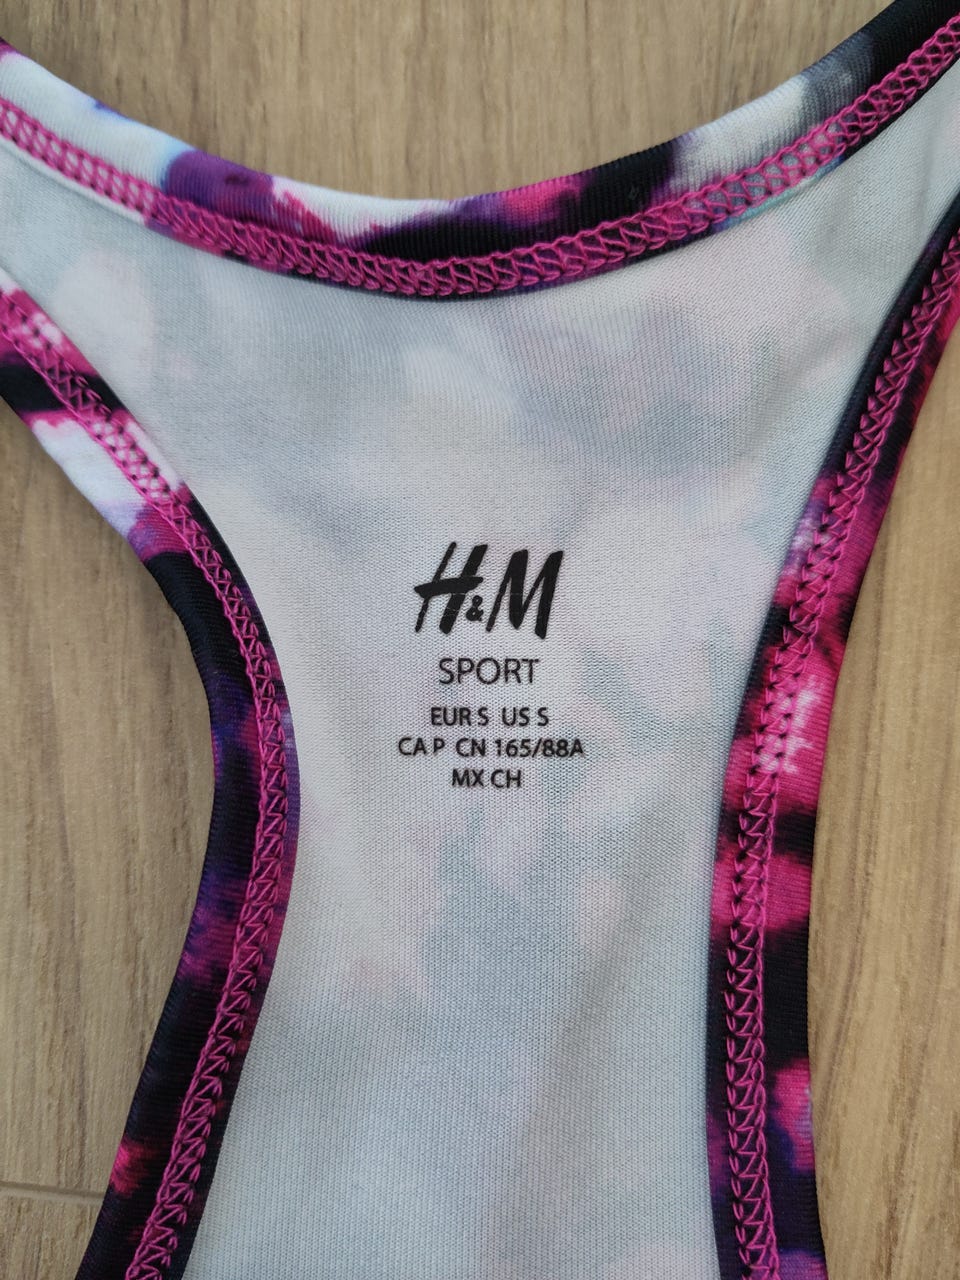 H&M
SPORT
EUR S US S
CA P CN 165/88A
MX CH